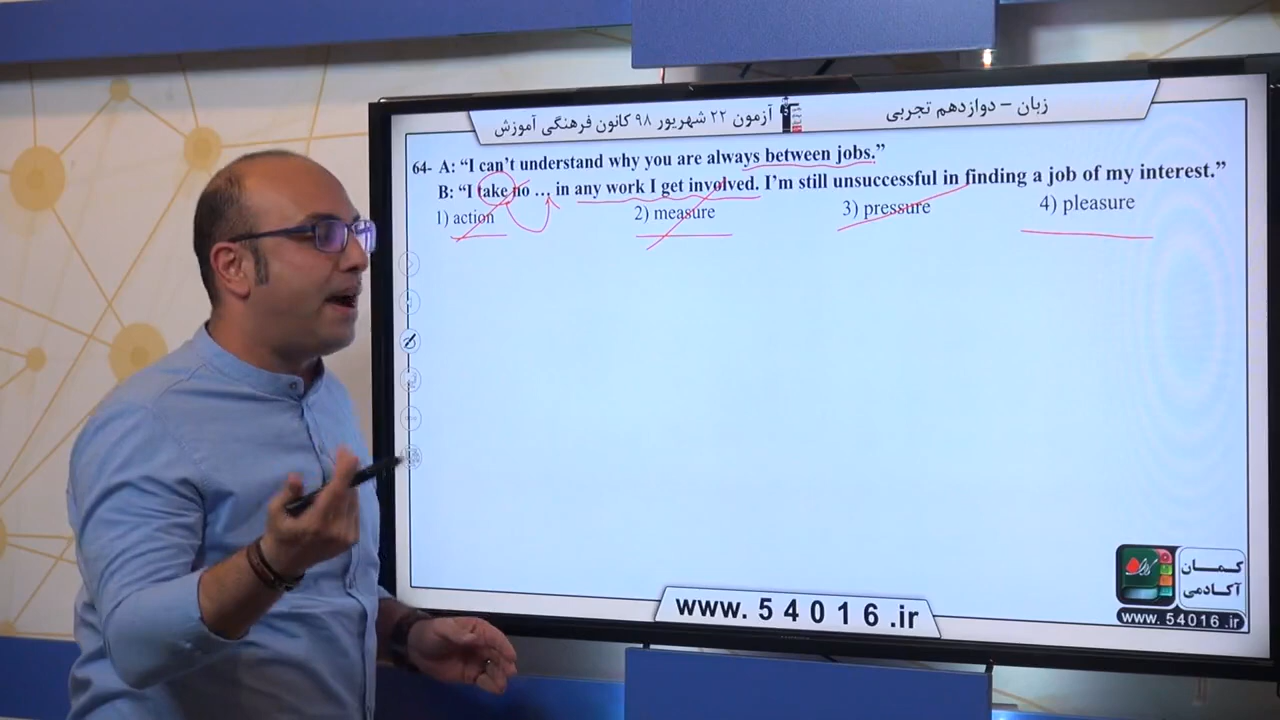 زبان – دوازدهم تجربی
آزمون ۲۲ شهریور ۹۸ کانون فرهنگی آموزش
64- A: “I can’t understand why you are always between jobs.”
B: “I take no … in any work I get involved. I’m still unsuccessful in finding a job of my interest.”
1) action 2) measure 3) pressure 4) pleasure
کمان
آکادمی
www.54016.ir
www.54016.ir